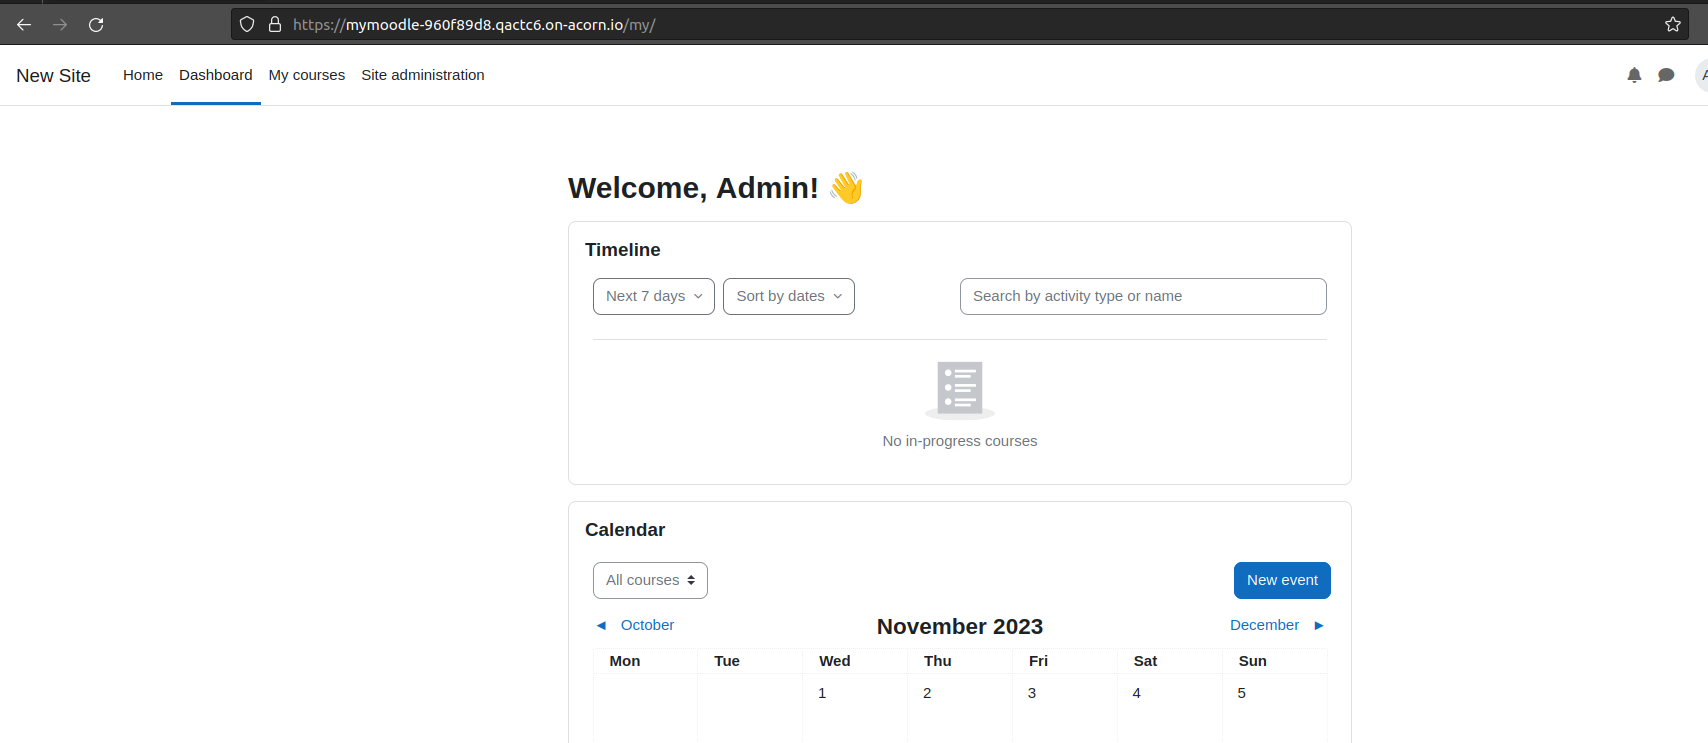 https://mymoodle-960f89d8.qactc6.on-acorn.io/my/
New Site Home Dashboard My courses Site administration A
Welcome, Admin! 👋
Timeline
Next 7 days Sort by dates Search by activity type or name
No in-progress courses
Calendar
All courses New event
◄ October November 2023 December ►
Mon Tue Wed Thu Fri Sat Sun
1 2 3 4 5